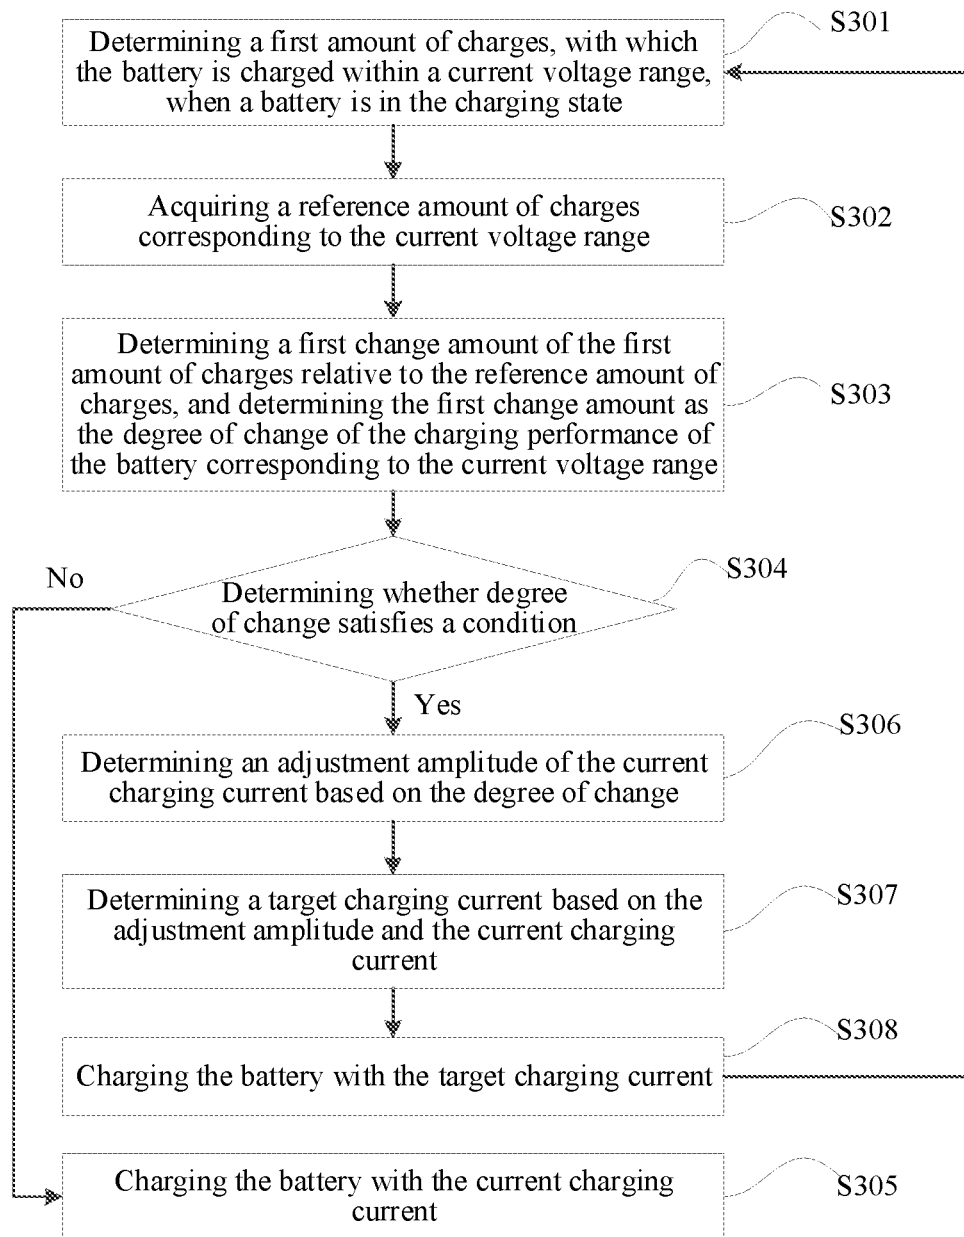 Determining a first amount of charges, with which
the battery is charged within a current voltage range,
when a battery is in the charging state
S301
Acquiring a reference amount of charges
corresponding to the current voltage range
S302
Determining a first change amount of the first
amount of charges relative to the reference amount of
charges, and determining the first change amount as
the degree of change of the charging performance of
the battery corresponding to the current voltage range
S303
No
Determining whether degree
of change satisfies a condition
S304
Yes
Determining an adjustment amplitude of the current
charging current based on the degree of change
S306
Determining a target charging current based on the
adjustment amplitude and the current charging
current
S307
Charging the battery with the target charging current
S308
Charging the battery with the current charging
current
S305